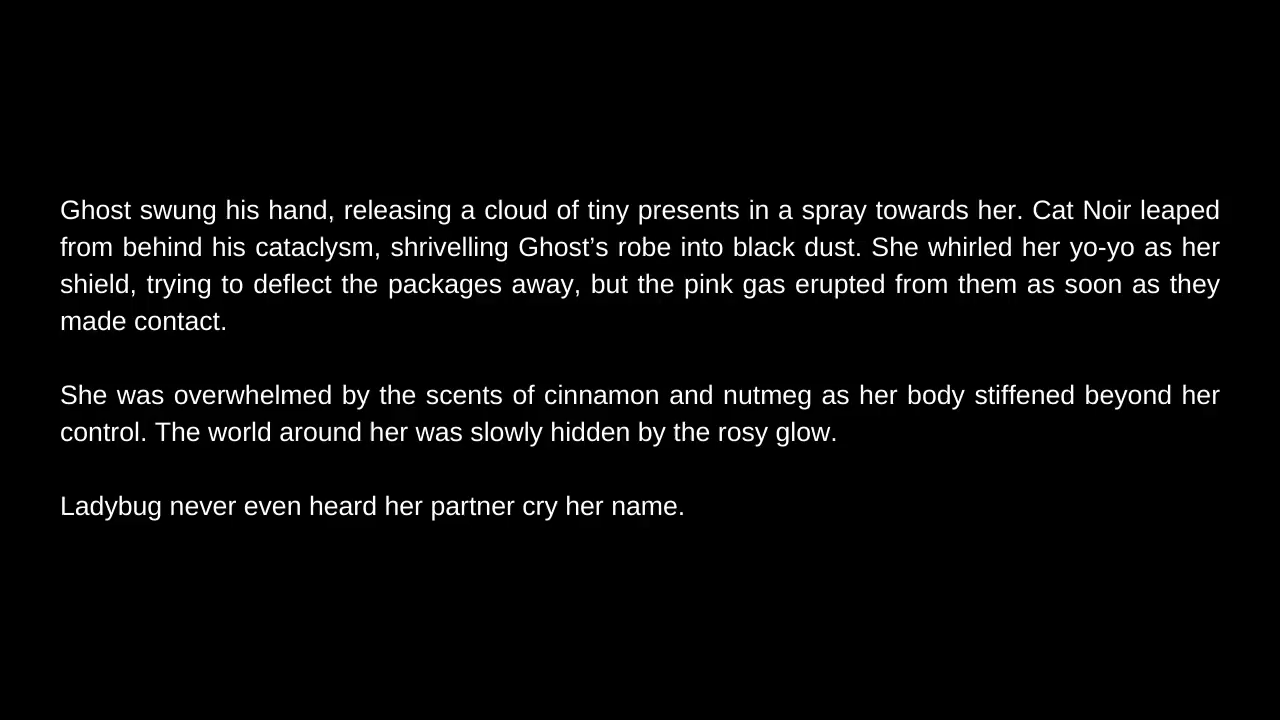 Ghost swung his hand, releasing a cloud of tiny presents in a spray towards her. Cat Noir leaped
from behind his cataclysm, shrivelling Ghost’s robe into black dust. She whirled her yo-yo as her
shield, trying to deflect the packages away, but the pink gas erupted from them as soon as they
made contact.
She was overwhelmed by the scents of cinnamon and nutmeg as her body stiffened beyond her
control. The world around her was slowly hidden by the rosy glow.
Ladybug never even heard her partner cry her name.